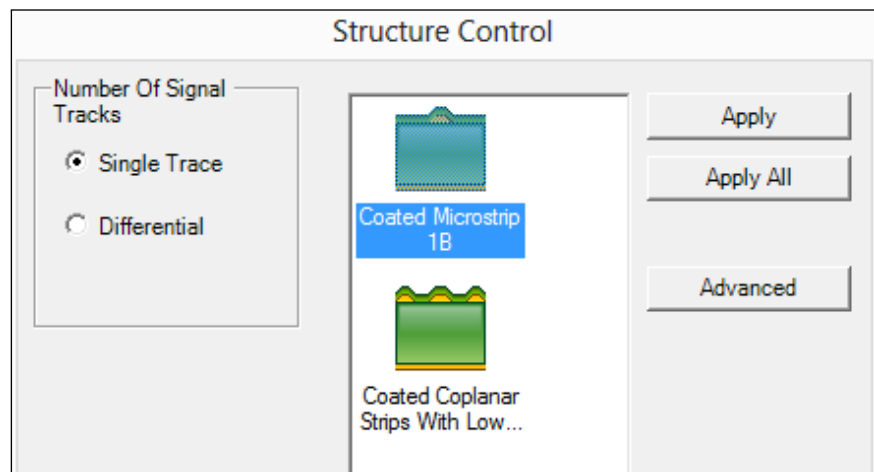 Structure Control
Number Of Signal
Tracks
Single Trace
Differential
Coated Microstrip
1B
Coated Coplanar
Strips With Low...
Apply
Apply All
Advanced